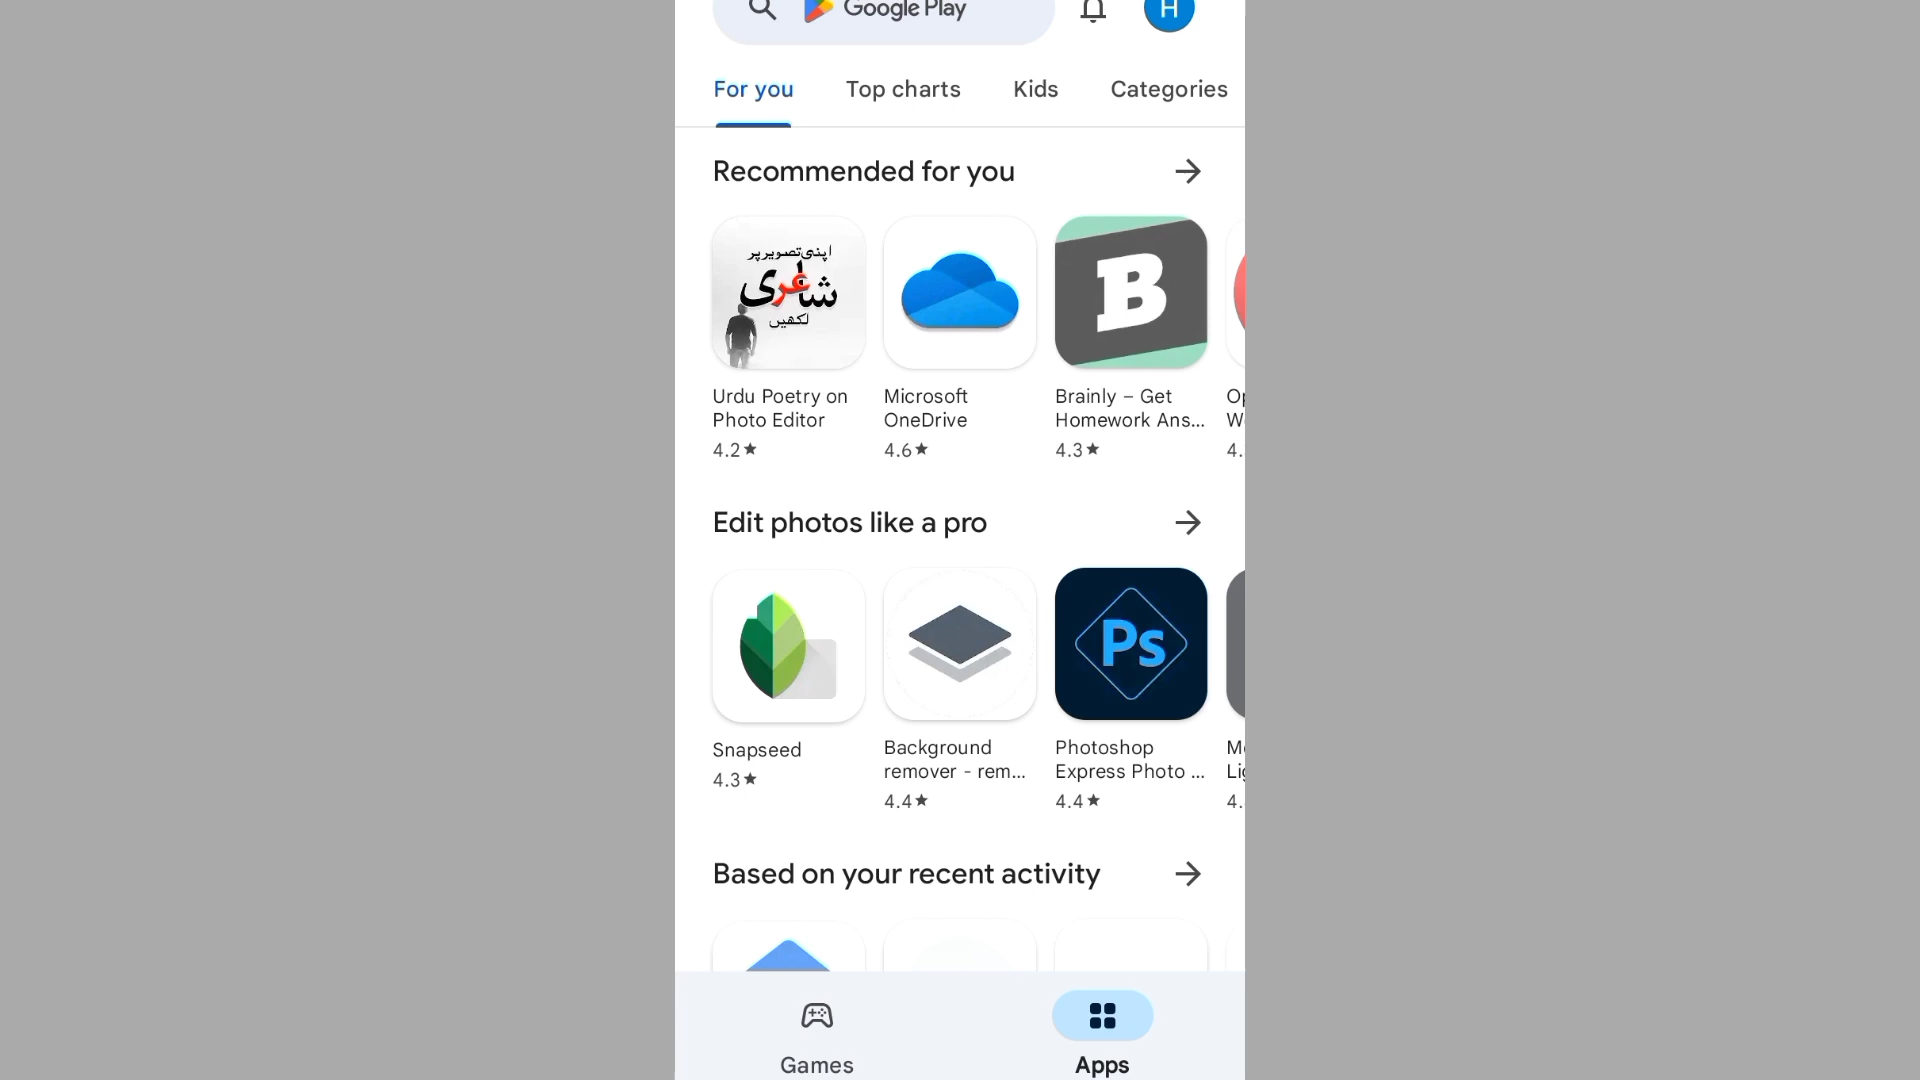 Google Play
H
For you Top charts Kids Categories
Recommended for you
اپنی تصویر پر
شاعری
لکھیں
B
Urdu Poetry on
Photo Editor
4.2★
Microsoft
OneDrive
4.6★
Brainly – Get
Homework Ans...
4.3★
4.
Edit photos like a pro
Ps
Snapseed
4.3★
Background
remover - rem...
4.4★
Photoshop
Express Photo ...
4.4★
4.
Based on your recent activity
Games Apps